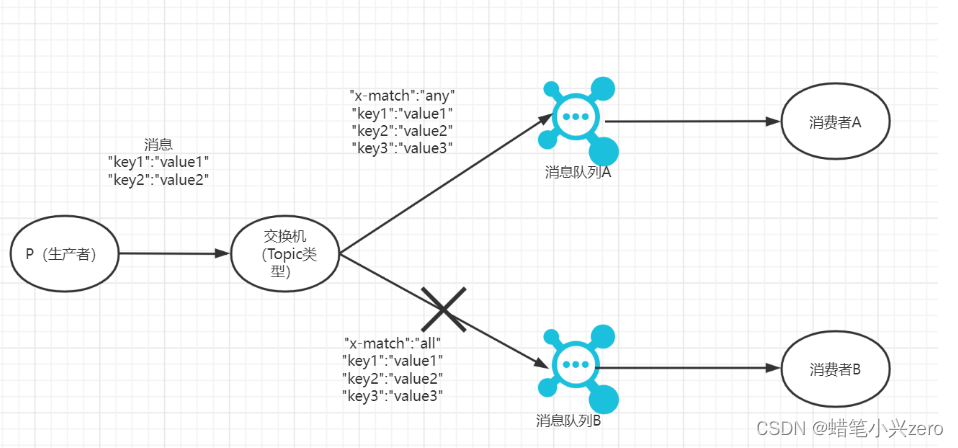 "x-match":"any"
"key1":"value1"
"key2":"value2"
"key3":"value3"
消息
"key1":"value1"
"key2":"value2"
消费者A
消息队列A
P（生产者）
交换机
(Topic类
型)
"x-match":"all"
"key1":"value1"
"key2":"value2"
"key3":"value3"
消费者B
消息队列B
CSDN @蜡笔小兴zero